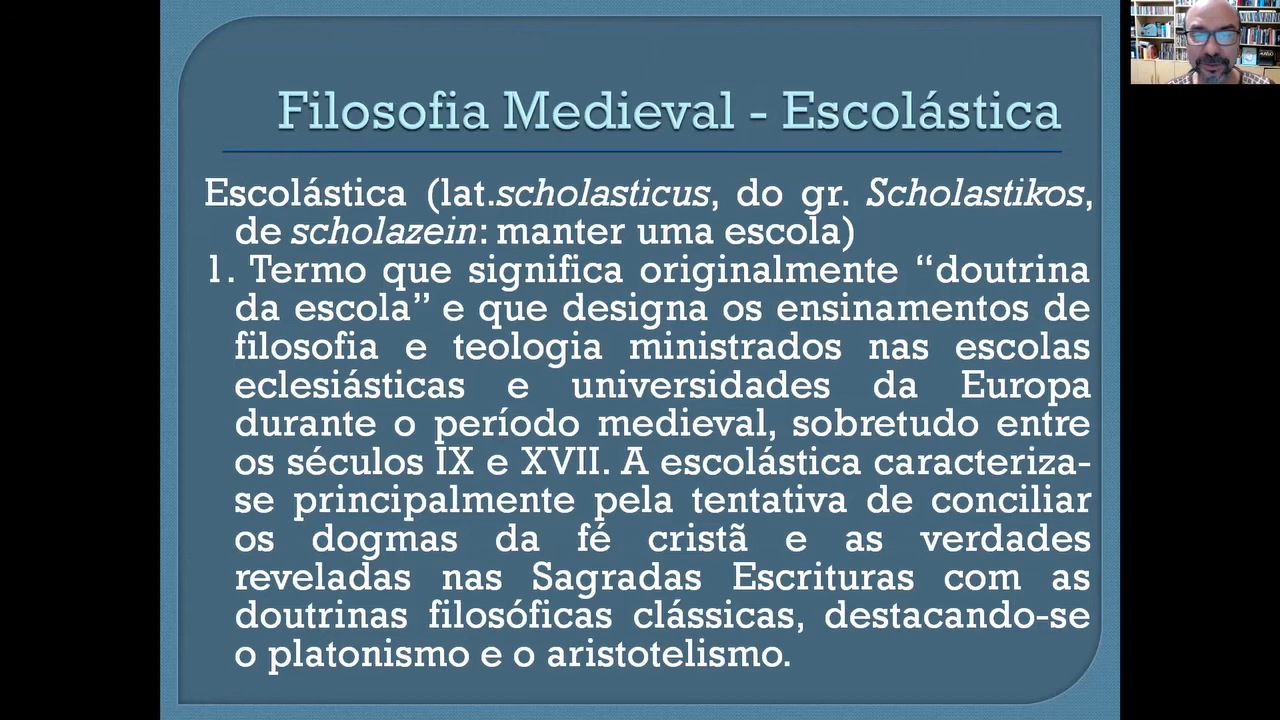 Filosofia Medieval - Escolástica
Escolástica (lat.scholasticus, do gr. Scholastikos,
de scholazein: manter uma escola)
1. Termo que significa originalmente “doutrina
da escola” e que designa os ensinamentos de
filosofia e teologia ministrados nas escolas
eclesiásticas e universidades da Europa
durante o período medieval, sobretudo entre
os séculos IX e XVII. A escolástica caracteriza-
se principalmente pela tentativa de conciliar
os dogmas da fé cristã e as verdades
reveladas nas Sagradas Escrituras com as
doutrinas filosóficas clássicas, destacando-se
o platonismo e o aristotelismo.